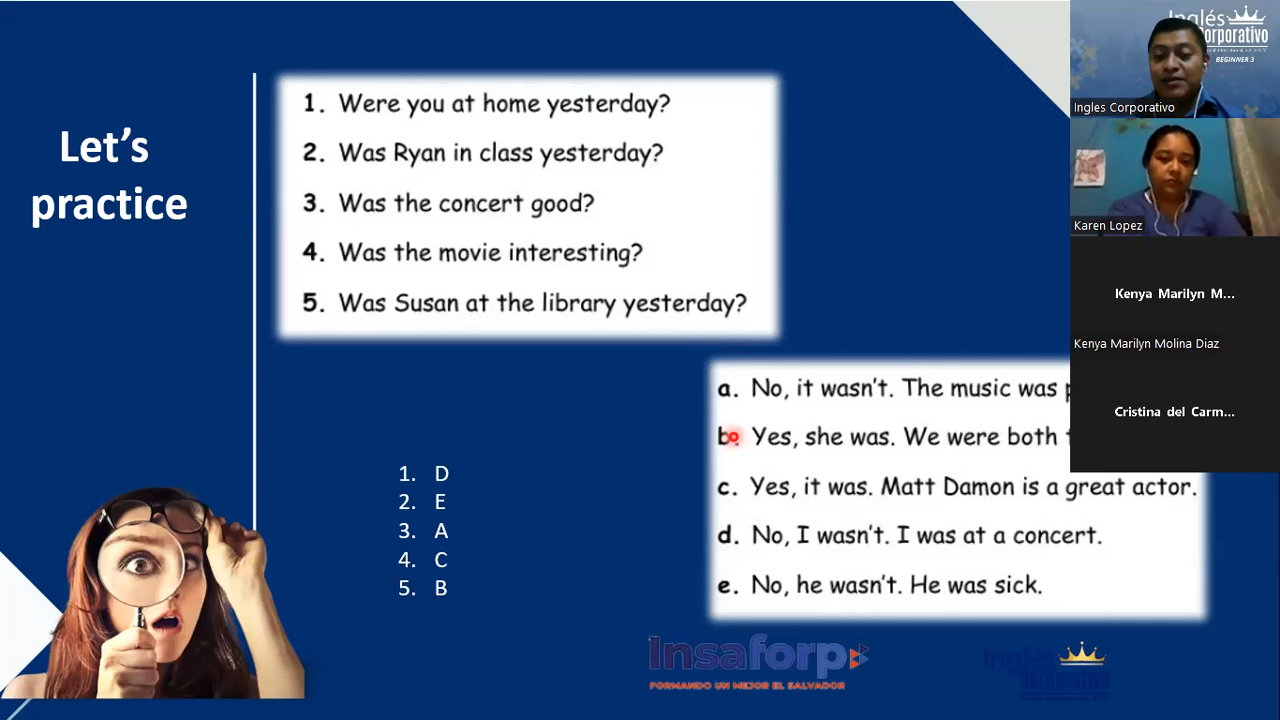 Let's
practice
1. Were you at home yesterday?
2. Was Ryan in class yesterday?
3. Was the concert good?
4. Was the movie interesting?
5. Was Susan at the library yesterday?
a. No, it wasn't. The music was
b. Yes, she was. We were both
c. Yes, it was. Matt Damon is a great actor.
d. No, I wasn't. I was at a concert.
e. No, he wasn't. He was sick.
1. D
2. E
3. A
4. C
5. B
Insaforp
FORMANDO UN MEJOR EL SALVADOR
Inglés
Corporativo
Inglés
Corporativo
BEGINNER 3
Ingles Corporativo
Karen Lopez
Kenya Marilyn M...
Kenya Marilyn Molina Diaz
Cristina del Carm...